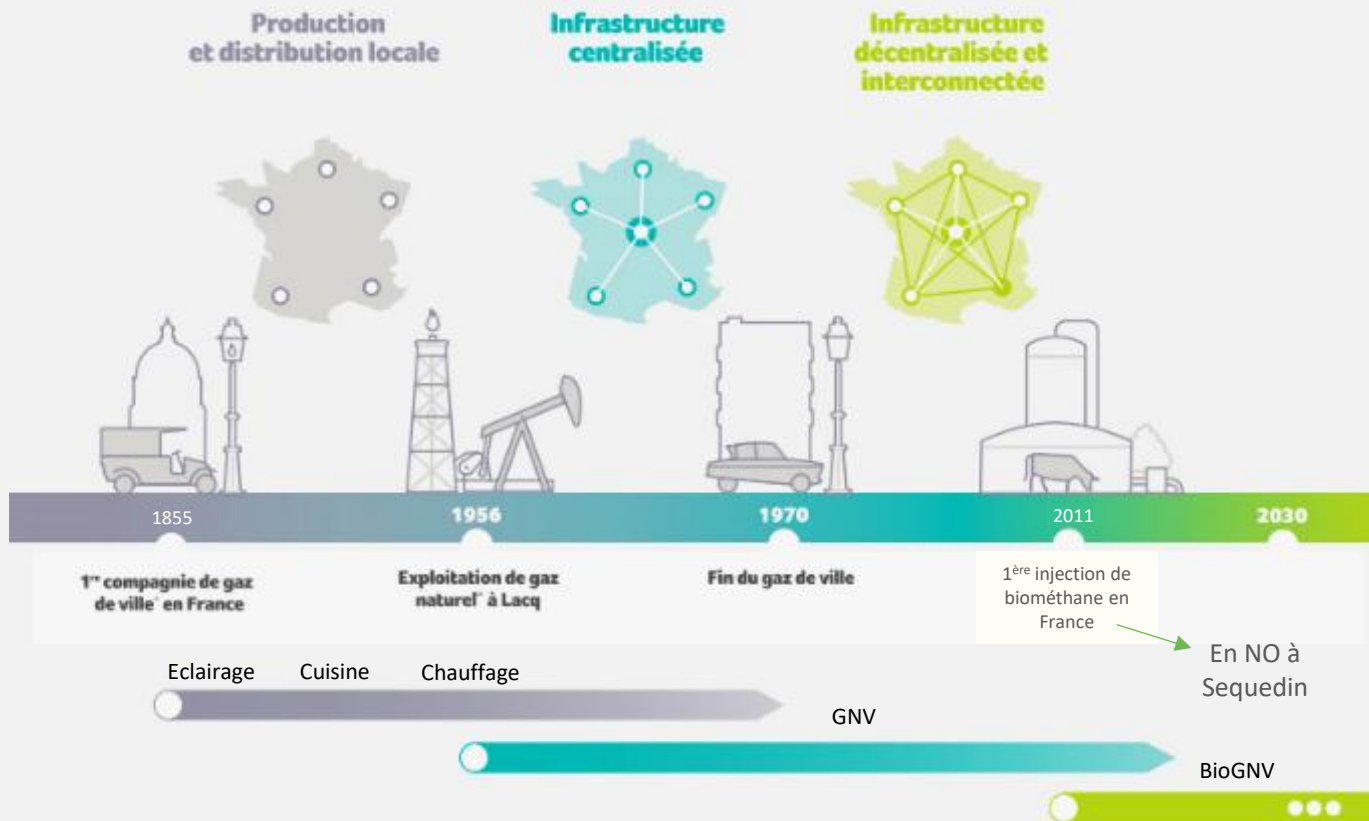 Production
et distribution locale
Infrastructure
centralisée
Infrastructure
décentralisée et
interconnectée
1855
1956
1970
2011
2030
1re compagnie de gaz
de ville* en France
Exploitation de gaz
naturel** à Lacq
Fin du gaz de ville
1ère injection de
biométhane en
France
En NO à
Sequedin
Eclairage
Cuisine
Chauffage
GNV
BioGNV